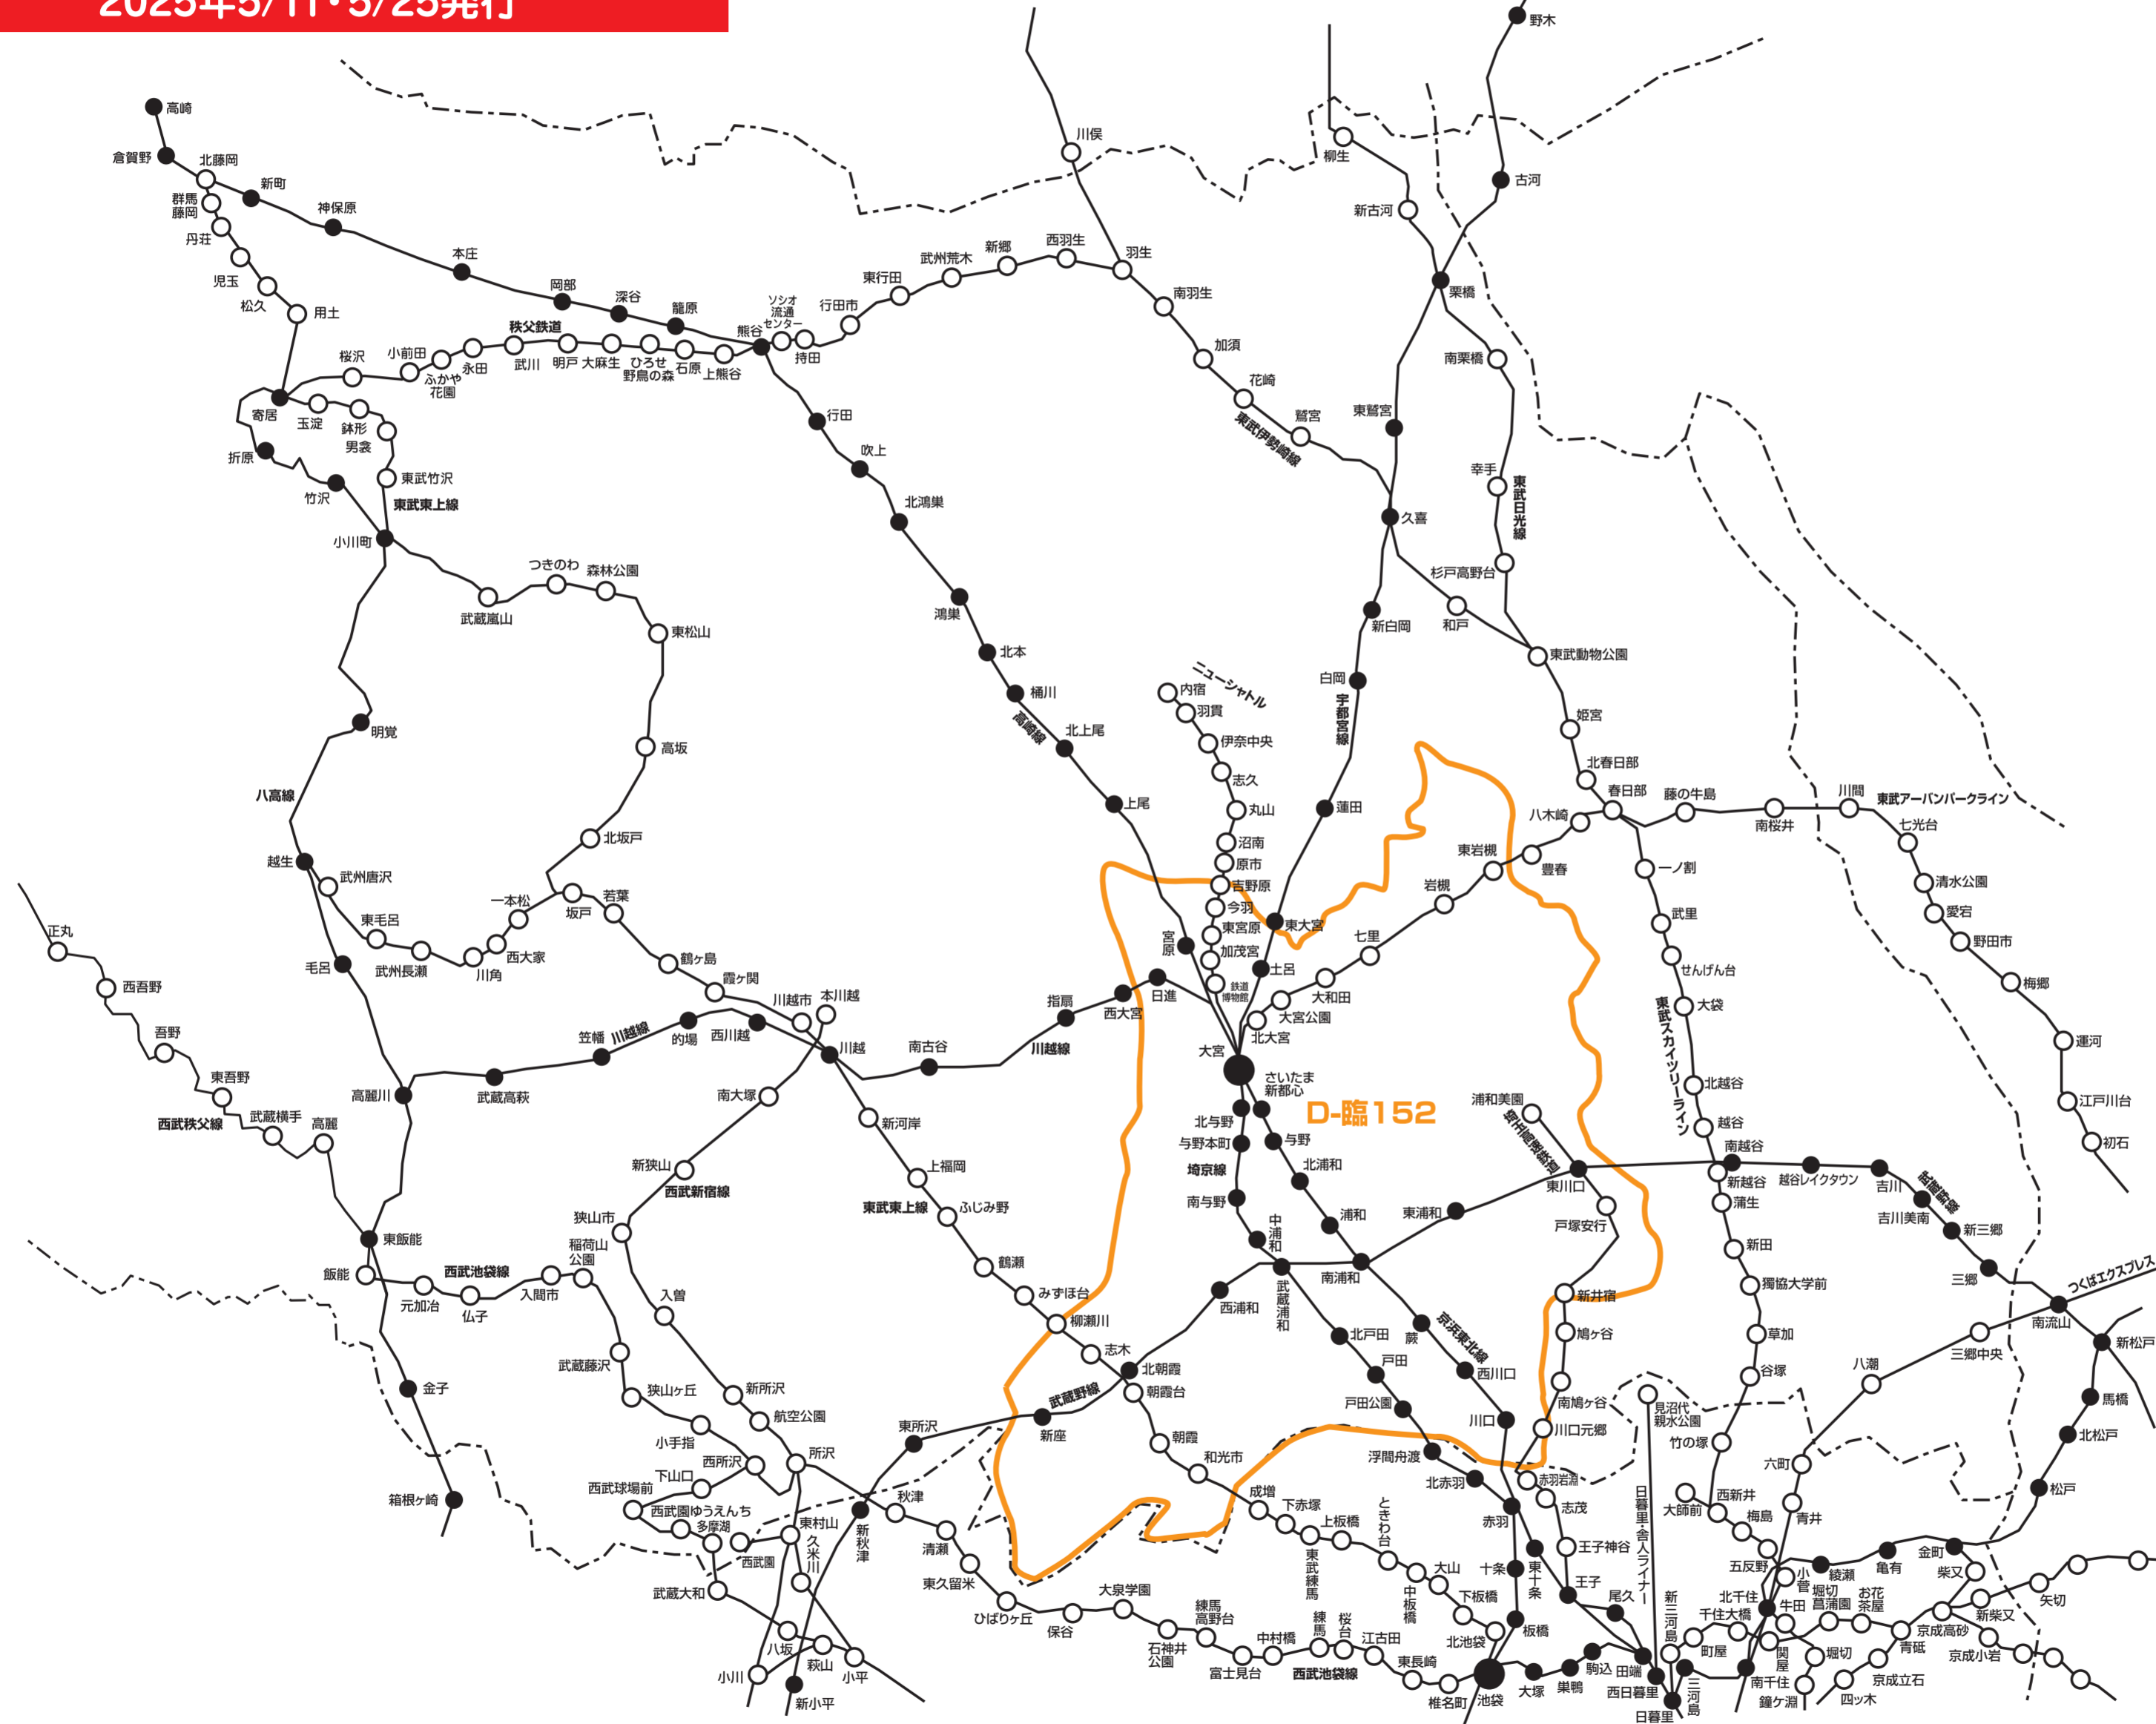 2025年5/11・5/25発行
野木
高崎
倉賀野
北藤岡
群馬
藤岡
新町
丹荘
神保原
児玉
松久
用土
本庄
岡部
深谷
籠原
熊谷
ソシオ
流通
センター
持田
行田市
東行田
武州荒木
新郷
西羽生
羽生
川俣
柳生
新古河
古河
栗橋
南栗橋
南羽生
加須
花崎
鷲宮
東武伊勢崎線
東鷲宮
幸手
東武日光線
久喜
杉戸高野台
和戸
新白岡
東武動物公園
白岡
宇都宮線
姫宮
北春日部
春日部
蓮田
八木崎
藤の牛島
南桜井
川間
東武アーバンパークライン
七光台
清水公園
愛宕
野田市
梅郷
運河
江戸川台
初石
秩父鉄道
桜沢
小前田
ふかや
花園
永田
武川
明戸
大麻生
ひろせ
野鳥の森
石原
上熊谷
寄居
玉淀
鉢形
男衾
折原
竹沢
東武竹沢
東武東上線
小川町
行田
吹上
北鴻巣
鴻巣
北本
桶川
高崎線
北上尾
上尾
宮原
武蔵嵐山
つきのわ
森林公園
東松山
高坂
北坂戸
明覚
八高線
越生
武州唐沢
東毛呂
武州長瀬
川角
西大家
一本松
坂戸
若葉
鶴ヶ島
霞ヶ関
川越市
本川越
毛呂
ニューシャトル
内宿
羽貫
伊奈中央
志久
丸山
沼南
原市
吉野原
今羽
東宮原
加茂宮
鉄道
博物館
東大宮
土呂
東岩槻
豊春
岩槻
七里
大和田
大宮公園
北大宮
大宮
一ノ割
武里
せんげん台
大袋
東武スカイツリーライン
北越谷
越谷
南越谷
新越谷
越谷レイクタウン
吉川
武蔵野線
吉川美南
新三郷
三郷
つくばエクスプレス
南流山
三郷中央
新松戸
八潮
馬橋
北松戸
松戸
正丸
西吾野
吾野
東吾野
西武秩父線
武蔵横手
高麗
高麗川
武蔵高萩
笠幡
川越線
的場
西川越
川越
南古谷
川越線
指扇
西大宮
日進
さいたま
新都心
北与野
与野本町
埼京線
南与野
中浦和
与野
北浦和
浦和
南浦和
D-臨152
浦和美園
埼玉高速鉄道
東川口
東浦和
戸塚安行
新井宿
鳩ヶ谷
南鳩ヶ谷
川口元郷
蒲生
新田
獨協大学前
草加
谷塚
南大塚
新狭山
西武新宿線
狭山市
新河岸
上福岡
東武東上線
ふじみ野
鶴瀬
みずほ台
柳瀬川
志木
北朝霞
朝霞台
朝霞
和光市
西浦和
武蔵浦和
北戸田
戸田
戸田公園
浮間舟渡
北赤羽
赤羽
蕨
京浜東北線
西川口
川口
東飯能
飯能
元加冶
西武池袋線
仏子
入間市
稲荷山
公園
入曽
武蔵藤沢
狭山ヶ丘
小手指
西所沢
新所沢
航空公園
所沢
金子
箱根ヶ崎
東所沢
新座
武蔵野線
下山口
西武球場前
西武園ゆうえんち
多摩湖
西武園
東村山
久米川
新秋津
秋津
清瀬
東久留米
ひばりヶ丘
保谷
大泉学園
石神井
公園
練馬
高野台
富士見台
中村橋
西武池袋線
練馬
桜台
江古田
東長崎
椎名町
池袋
武蔵大和
八坂
萩山
小川
新小平
小平
成増
下赤塚
東武練馬
上板橋
ときわ台
中板橋
大山
下板橋
北池袋
板橋
十条
東十条
赤羽岩淵
志茂
王子神谷
王子
尾久
大塚
巣鴨
駒込
田端
西日暮里
日暮里
日暮里・舎人ライナー
見沼代
親水公園
竹の塚
大師前
西新井
梅島
五反野
六町
青井
小菅
綾瀬
亀有
金町
柴又
北千住
牛田
堀切
菖蒲園
お花
茶屋
千住大橋
町屋
新三河島
三河島
南千住
関屋
堀切
鐘ケ淵
青砥
京成高砂
京成立石
四ツ木
新柴又
京成小岩
矢切